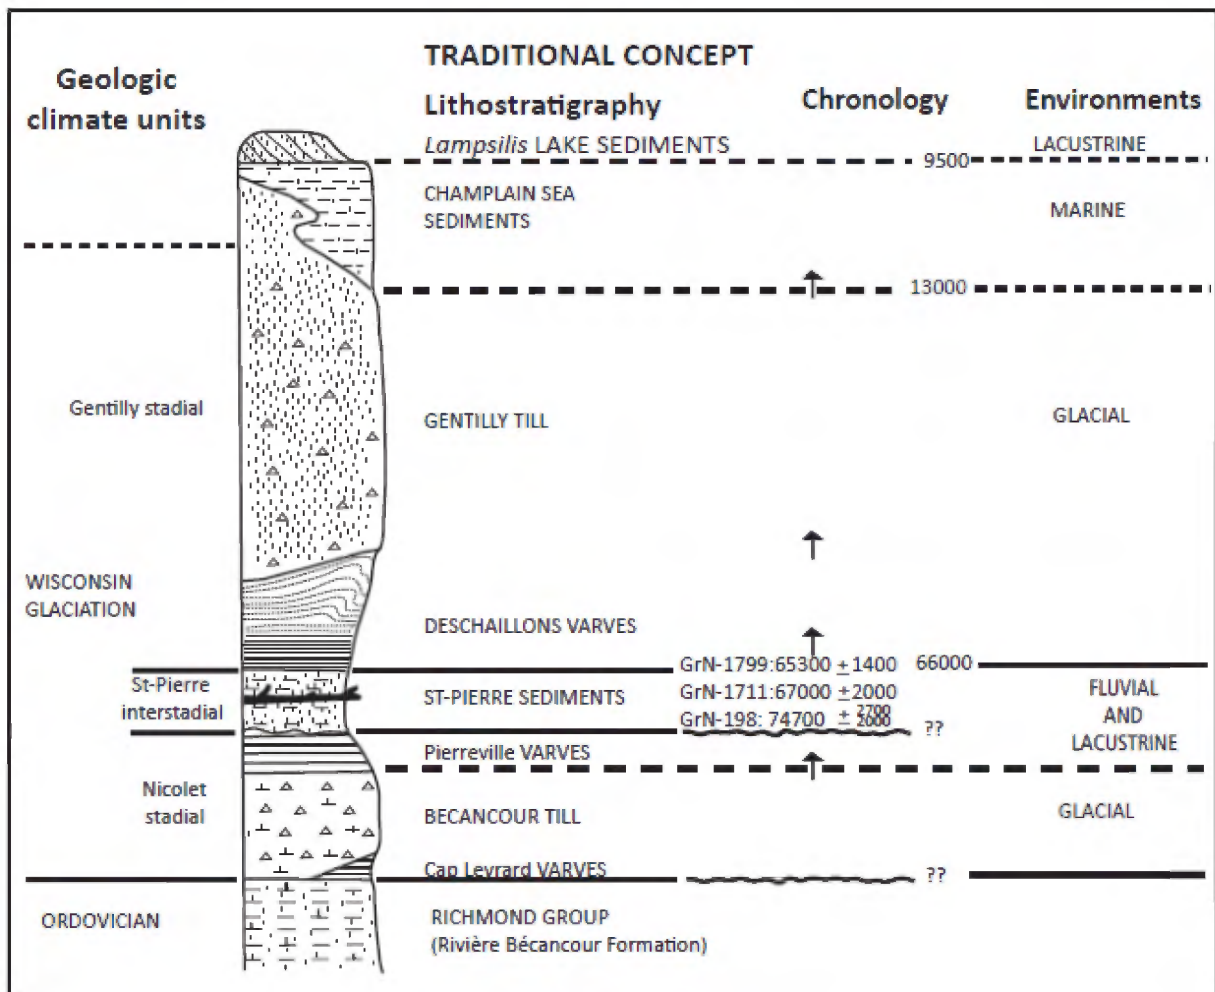 TRADITIONAL CONCEPT
Geologic
climate units
Lithostratigraphy
Chronology
Environments
Lampsilis LAKE SEDIMENTS
9500
LACUSTRINE
CHAMPLAIN SEA
SEDIMENTS
MARINE
13000
Gentilly stadial
GENTILLY TILL
GLACIAL
WISCONSIN
GLACIATION
DESCHAILLONS VARVES
GrN-1799:65300 ±1400 66000
St-Pierre
interstadial
ST-PIERRE SEDIMENTS
GrN-1711:67000 ±2000
GrN-198: 74700 ± 2700 2000
??
FLUVIAL
AND
LACUSTRINE
Pierreville VARVES
Nicolet
stadial
BECANCOUR TILL
GLACIAL
Cap Levrard VARVES
??
ORDOVICIAN
RICHMOND GROUP
(Rivière Bécancour Formation)